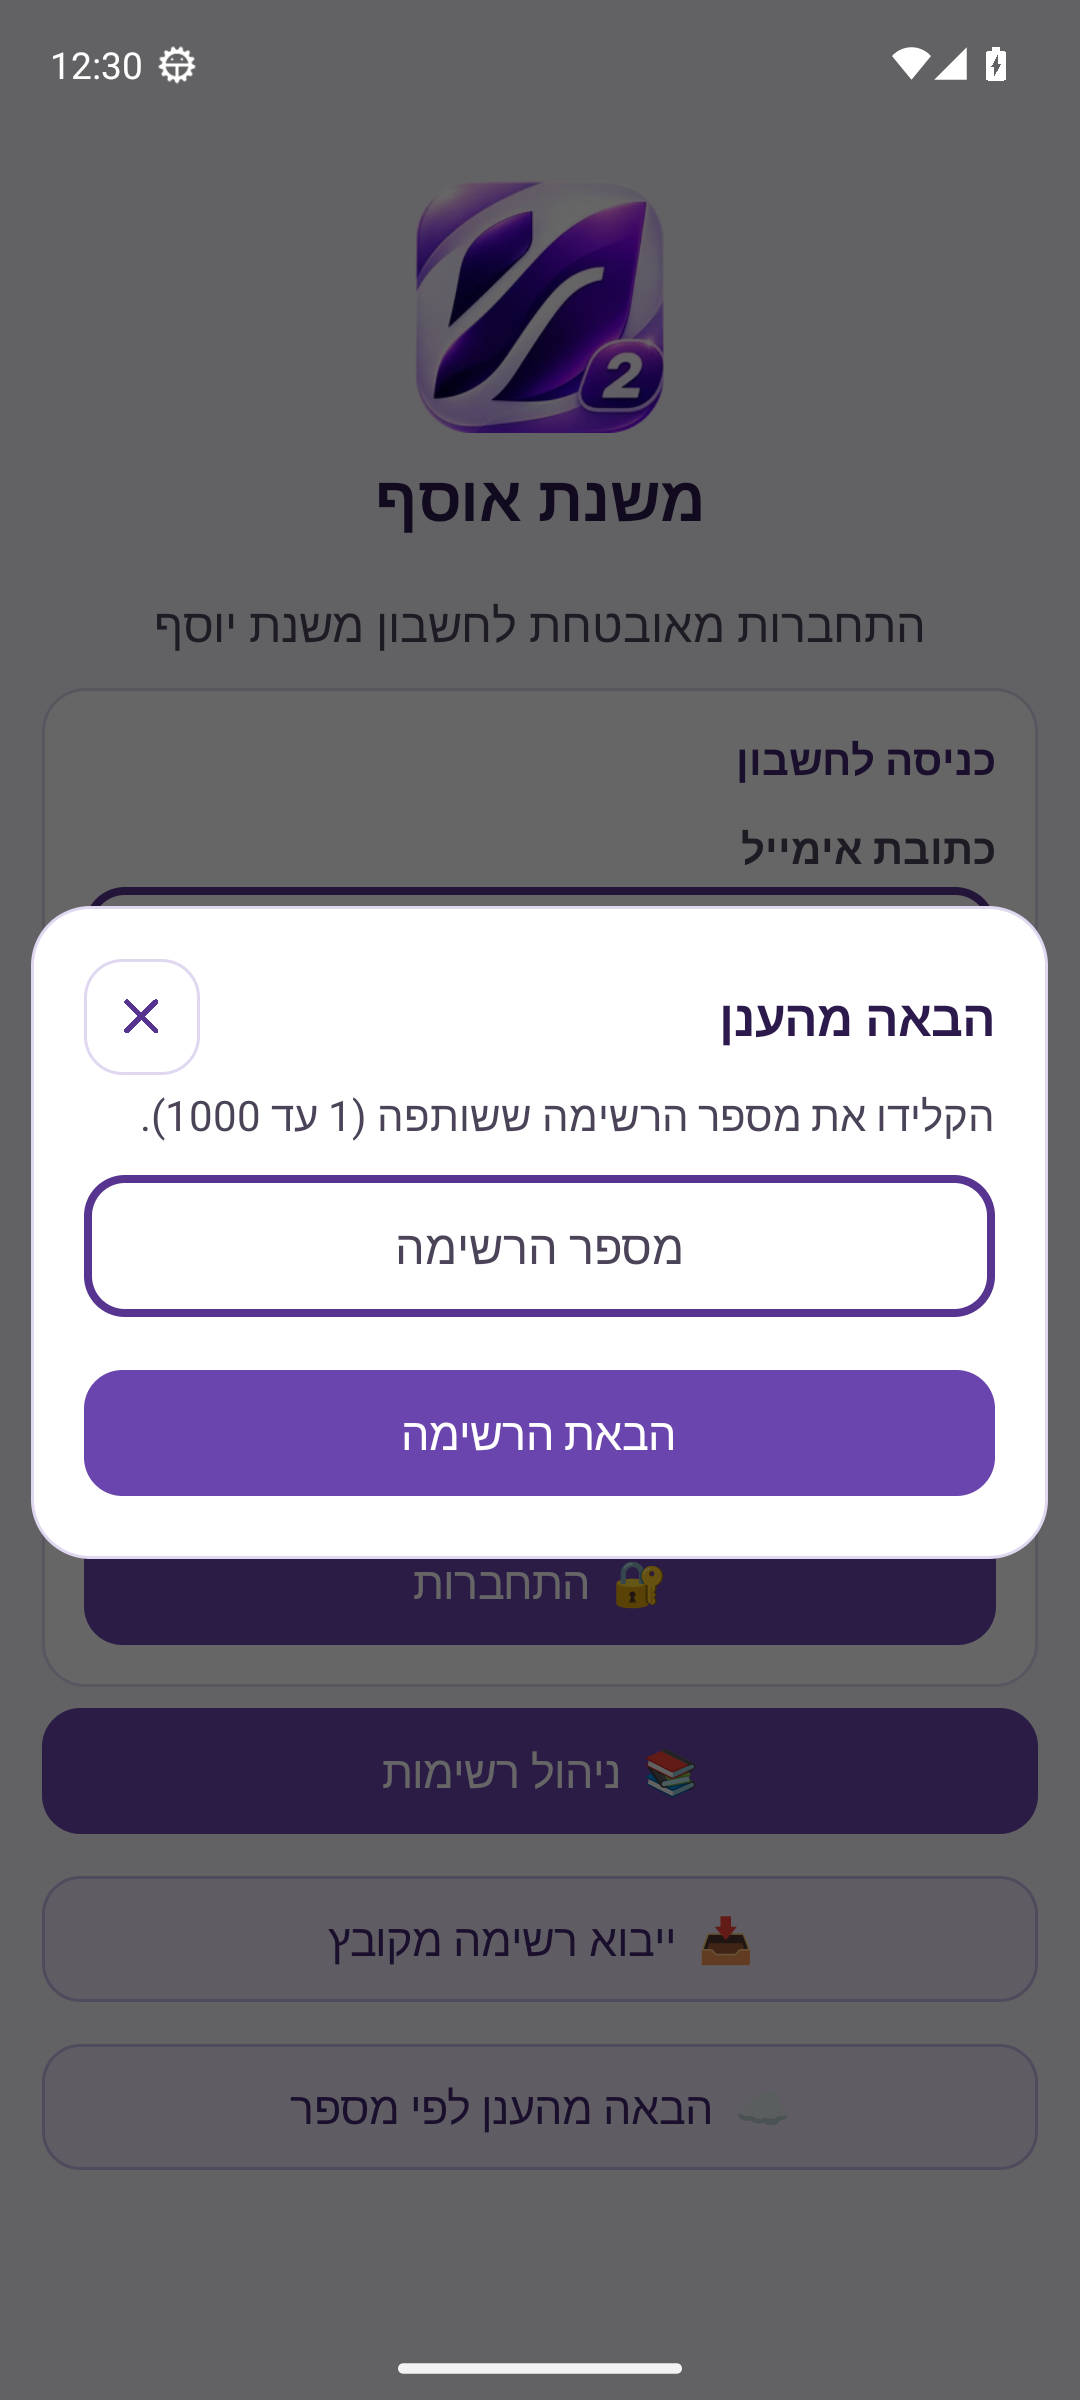 12:30
2
משנת אוסף
התחברות מאובטחת לחשבון משנת יוסף
כניסה לחשבון
כתובת אימייל
הבאה מהענן
הקלידו את מספר הרשימה ששותפה (1 עד 1000).
מספר הרשימה
הבאת הרשימה
🔐 התחברות
📚 ניהול רשימות
📥 ייבוא רשימה מקובץ
☁️ הבאה מהענן לפי מספר